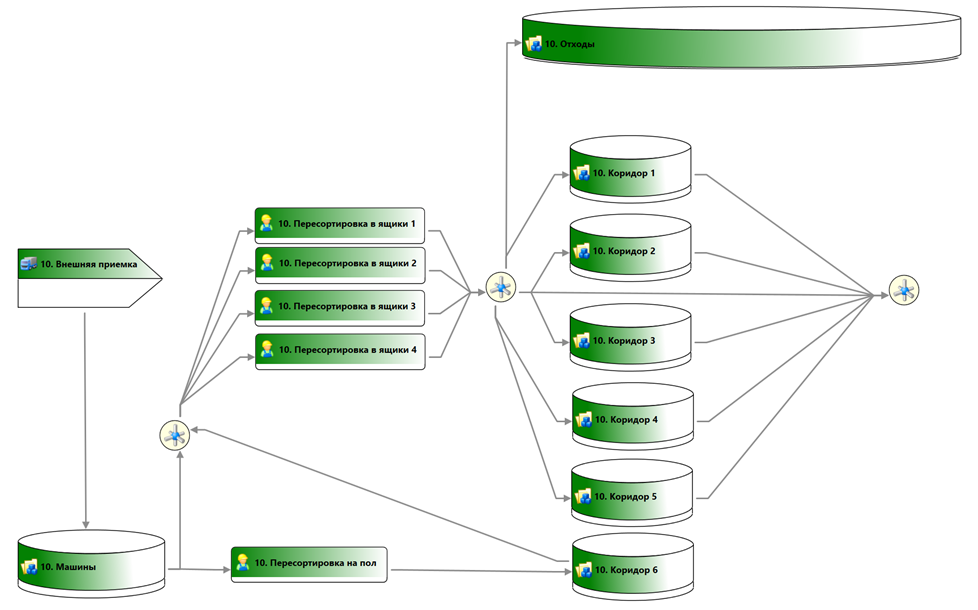 10. Отходы
10. Коридор 1
10. Пересортировка в ящики 1
10. Коридор 2
10. Внешняя приемка
10. Пересортировка в ящики 2
10. Пересортировка в ящики 3
10. Коридор 3
10. Пересортировка в ящики 4
10. Коридор 4
10. Коридор 5
10. Машины
10. Пересортировка на пол
10. Коридор 6